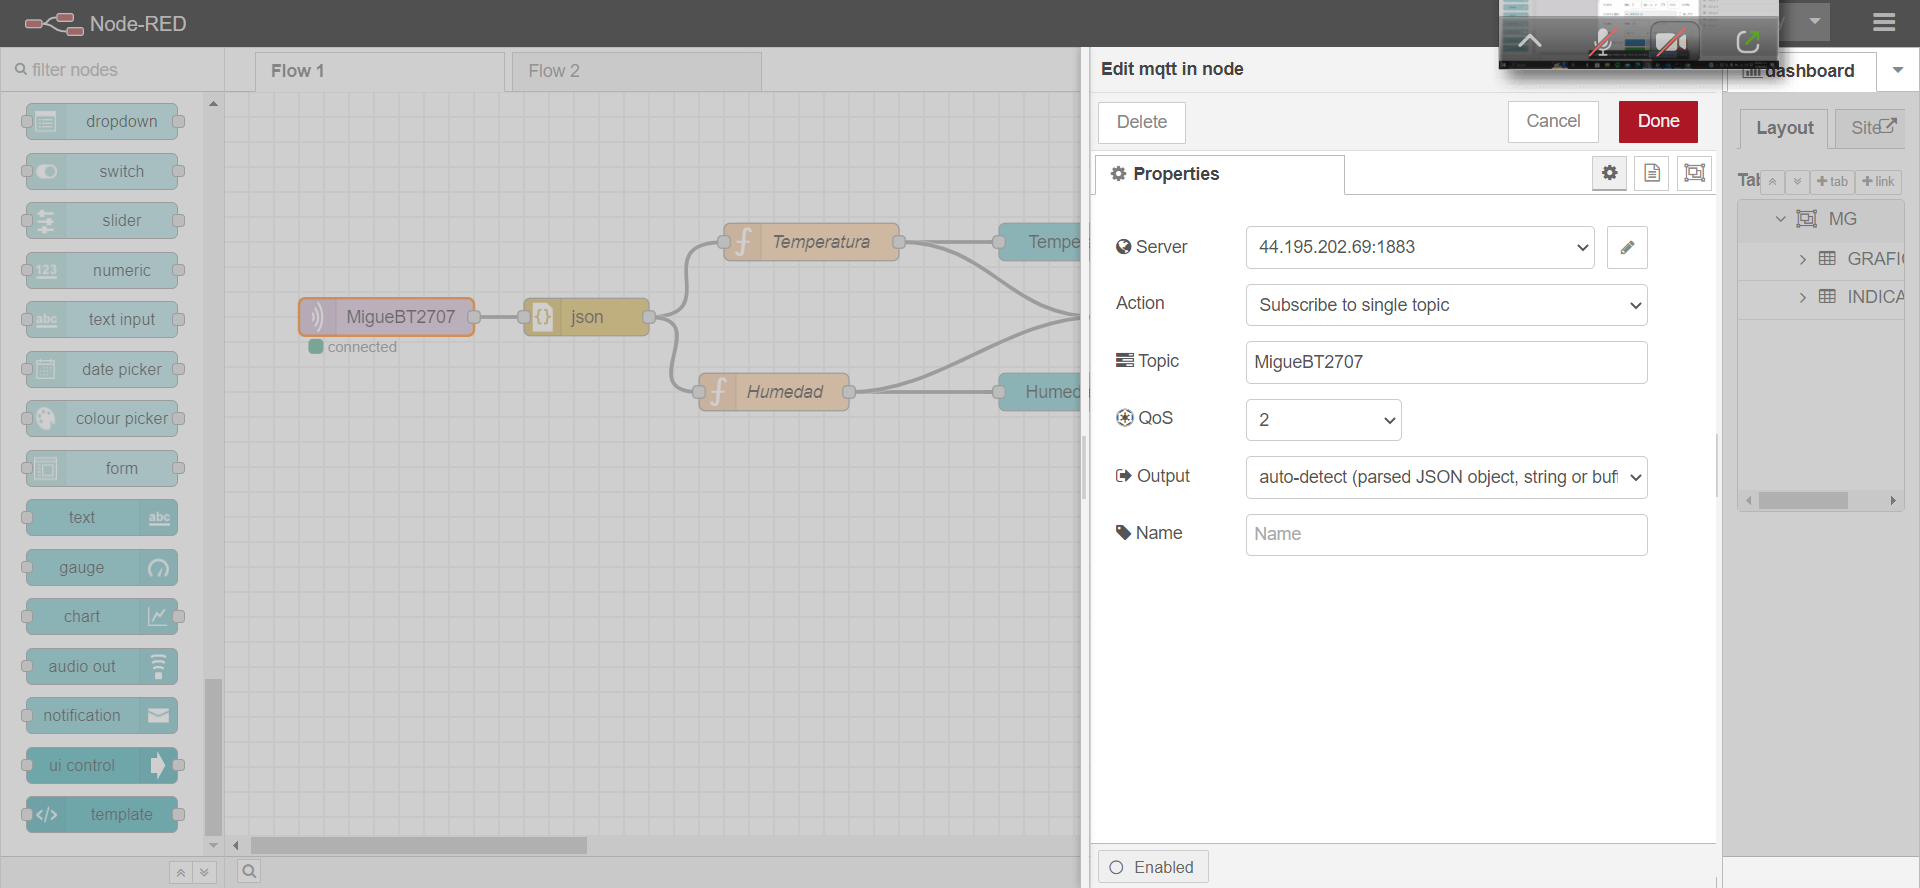 Node-RED
filter nodes
Flow 1
Flow 2
dropdown
switch
slider
123 numeric
abc text input
date picker
colour picker
form
text abc
gauge
chart
audio out
notification
ui control
</> template
MigueBT2707
connected
{} json
Temperatura
Humedad
Tempe
Humed
Edit mqtt in node
Delete
Cancel
Done
Properties
Server
44.195.202.69:1883
Action
Subscribe to single topic
Topic
MigueBT2707
QoS
2
Output
auto-detect (parsed JSON object, string or buf
Name
Name
Enabled
dashboard
Layout
Site
Tab
tab
link
MG
GRAFI
INDICA